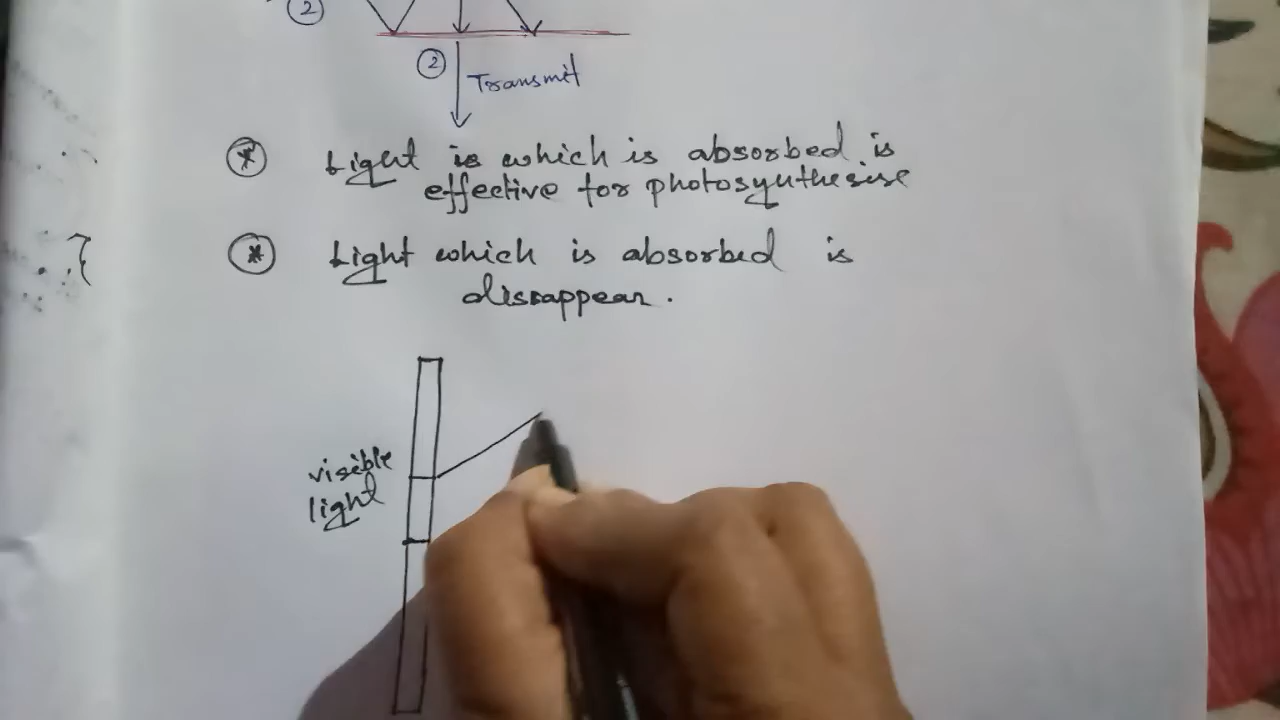 2
2 Transmit
* Light is which is absorbed is
effective for photosynthesise
* Light which is absorbed is
disappear.
visible
light